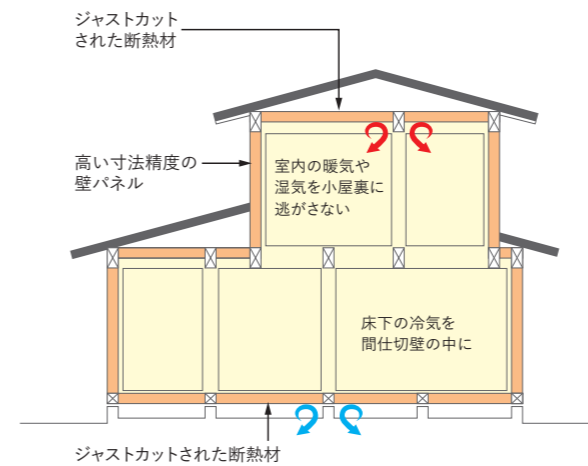 ジャストカット
された断熱材
高い寸法精度の
壁パネル
室内の暖気や
湿気を小屋裏に
逃がさない
床下の冷気を
間仕切壁の中に
ジャストカットされた断熱材